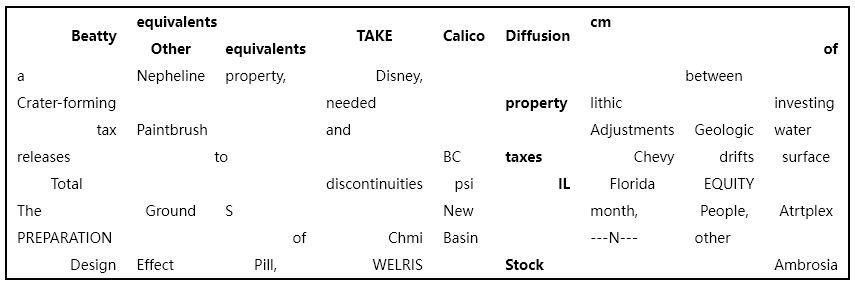 equivalents cm
Beatty TAKE Calico Diffusion
Other equivalents of
a Nepheline property, Disney, between
Crater-forming needed property lithic investing
tax Paintbrush and Adjustments Geologic water
releases to BC taxes Chevy drifts surface
Total discontinuities psi IL Florida EQUITY
The Ground S New month, People, Atrtplex
PREPARATION of Chmi Basin ---N--- other
Design Effect Pill, WELRIS Stock Ambrosia